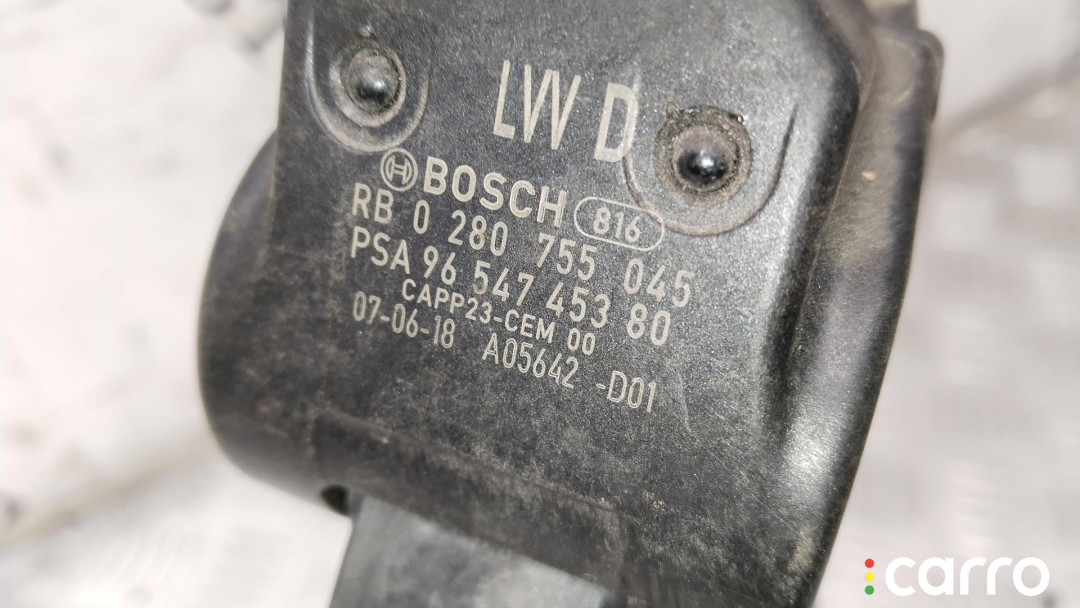 LW D
BOSCH 816
RB 0 280 755 045
PSA 96 547 453 80
CAPP23-CEM 00
07-06-18 A05642 -D01
carro